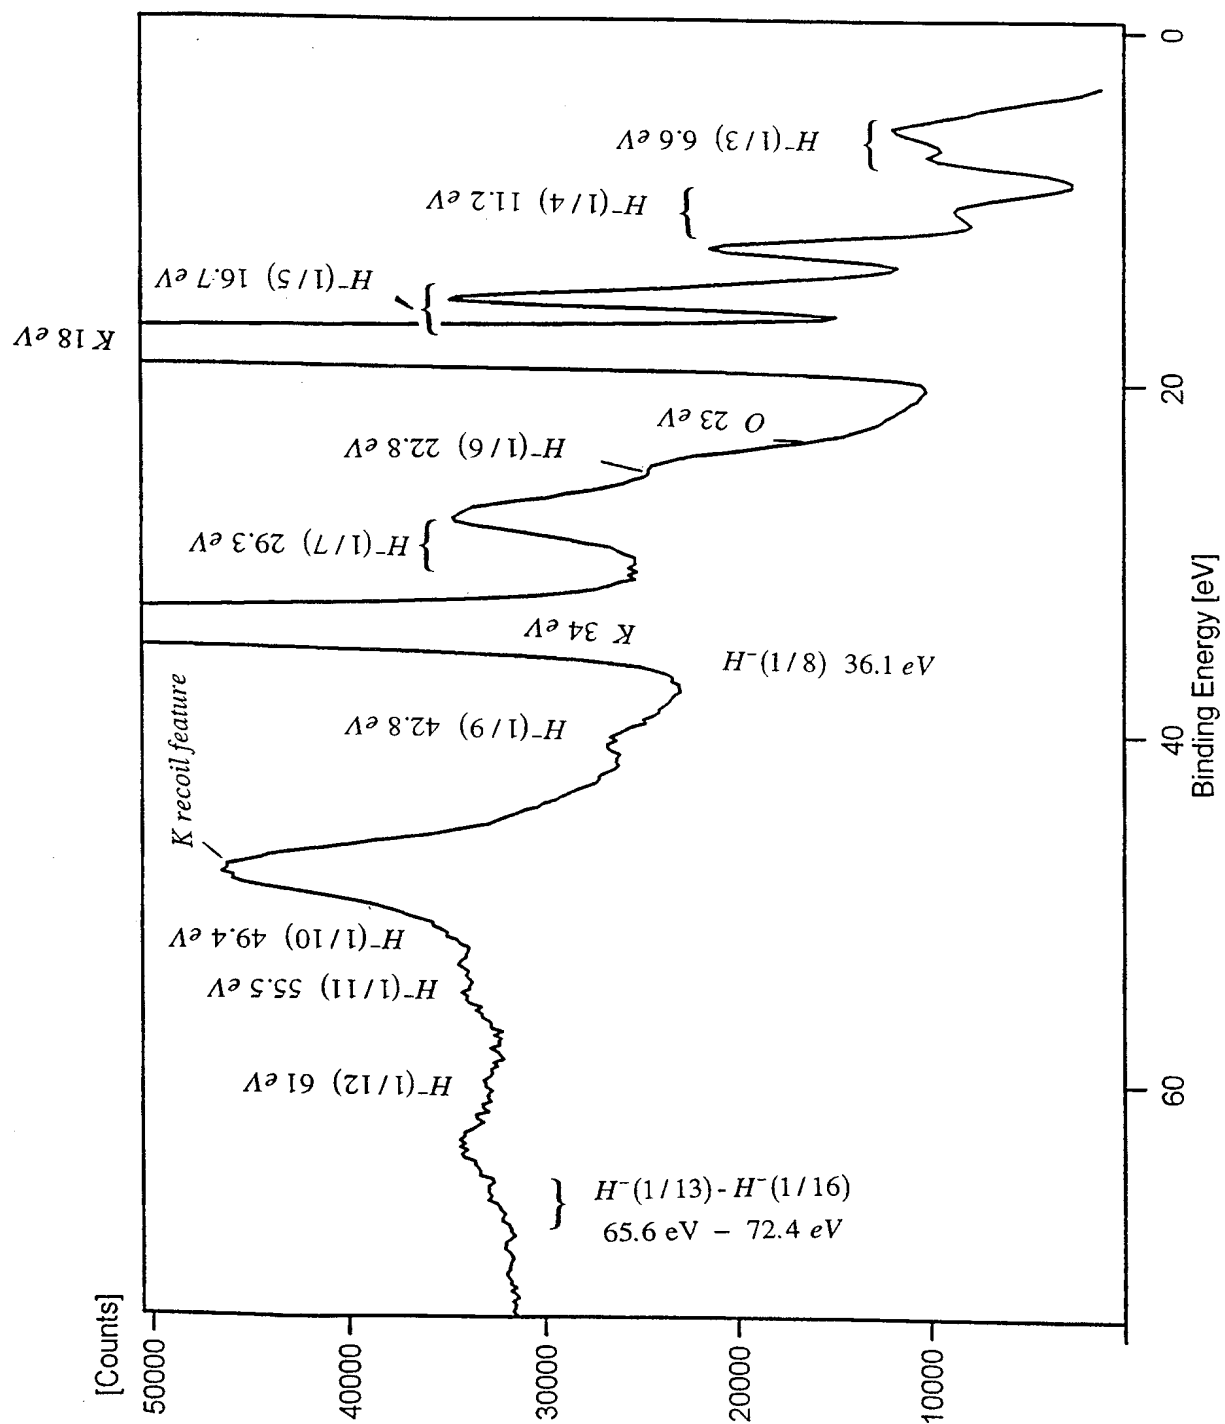 [Counts]
50000
40000
30000
20000
10000
K recoil feature
K 18 eV
H⁻(1/3) 6.6 eV
H⁻(1/4) 11.2 eV
H⁻(1/5) 16.7 eV
O 23 eV
H⁻(1/6) 22.8 eV
H⁻(1/7) 29.3 eV
K 34 eV
H⁻(1/8) 36.1 eV
H⁻(1/9) 42.8 eV
H⁻(1/10) 49.4 eV
H⁻(1/11) 55.5 eV
H⁻(1/12) 61 eV
H⁻(1/13) - H⁻(1/16)
65.6 eV – 72.4 eV
60
40
20
0
Binding Energy [eV]